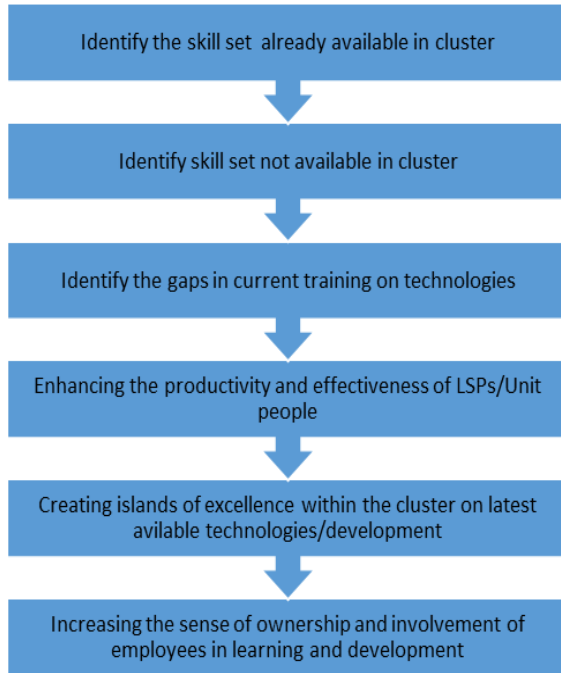 Identify the skill set already available in cluster
Identify skill set not available in cluster
Identify the gaps in current training on technologies
Enhancing the productivity and effectiveness of LSPs/Unit
people
Creating islands of excellence within the cluster on latest
avilable technologies/development
Increasing the sense of ownership and involvement of
employees in learning and development